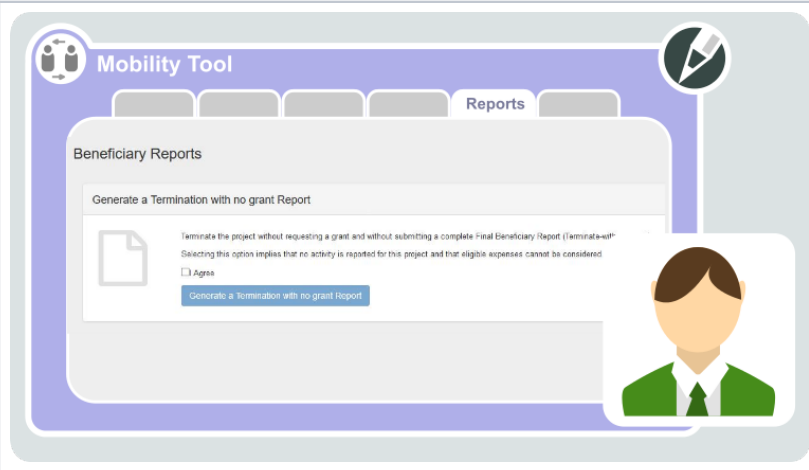 Mobility Tool
Reports
Beneficiary Reports
Generate a Termination with no grant Report
Terminate the project without requesting a grant and without submitting a complete Final Beneficiary Report (Terminate-with
Selecting this option implies that no activity is reported for this project and that eligible expenses cannot be considered
I Agree
Generate a Termination with no grant Report